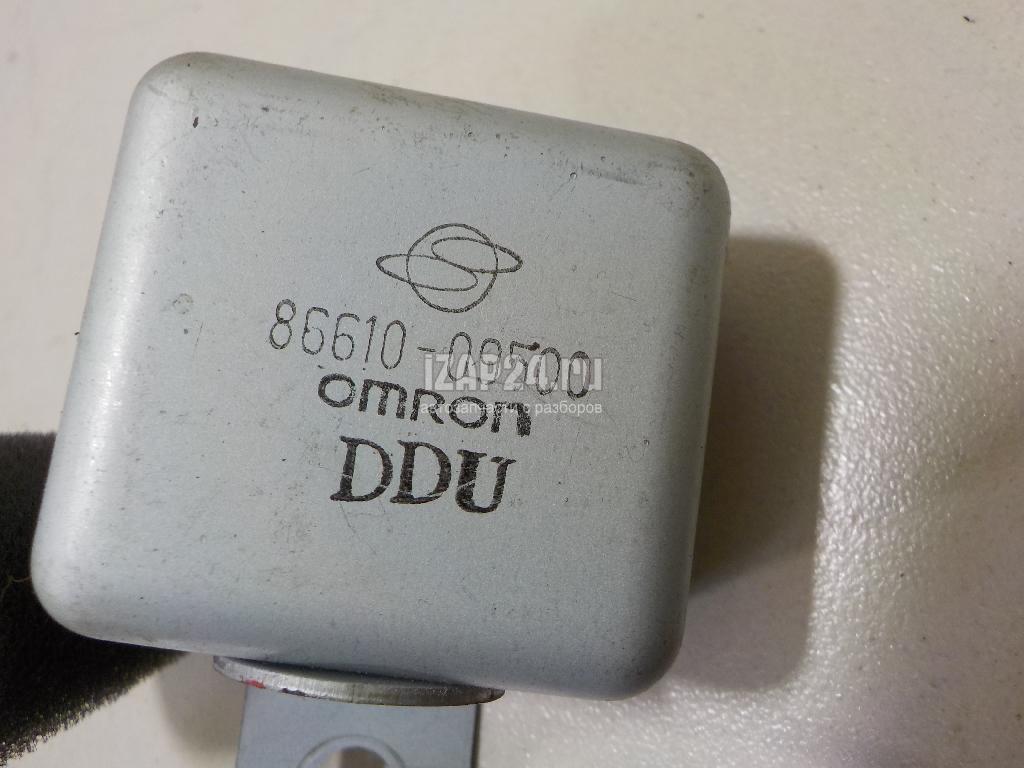 86610-09500
iZAP24.ru
omron
автозапчасти с разборов
DDU